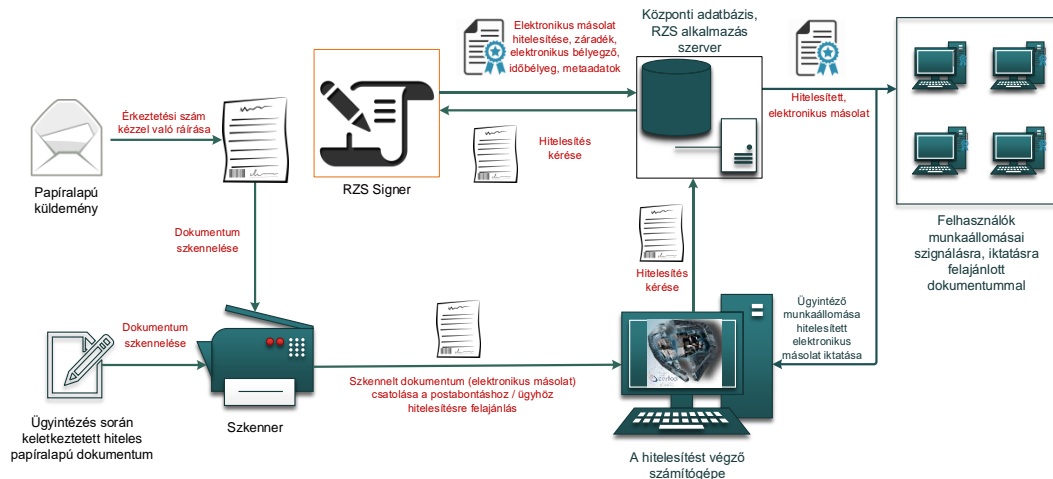 Elektronikus másolat
hitelesítése, záradék,
elektronikus bélyegző,
időbélyeg, metaadatok
Központi adatbázis,
RZS alkalmazás
szerver
Érkeztetési szám
kézzel való ráírása
Hitelesített,
elektronikus másolat
Hitelesítés
kérése
Papíralapú
küldemény
RZS Signer
Felhasználók
munkaállomásai
szignálásra, iktatásra
felajánlott
dokumentummal
Dokumentum
szkennelése
Hitelesítés
kérése
Ügyintéző
munkaállomása
hitelesített
elektronikus
másolat iktatása
Dokumentum
szkennelése
Szkennelt dokumentum (elektronikus másolat)
csatolása a postabontáshoz / ügyhöz
hitelesítésre felajánlás
Ügyintézés során
keletkeztetett hiteles
papíralapú dokumentum
Szkenner
A hitelesítést végző
számítógépe